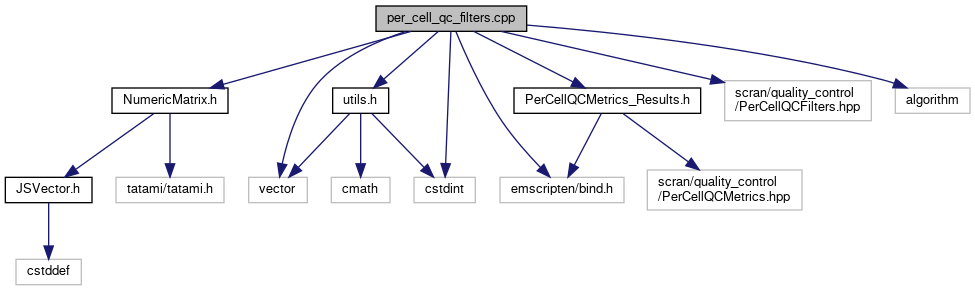 per_cell_qc_filters.cpp
NumericMatrix.h
utils.h
PerCellQCMetrics_Results.h
scran/quality_control
/PerCellQCFilters.hpp
algorithm
JSVector.h
tatami/tatami.h
vector
cmath
cstdint
emscripten/bind.h
scran/quality_control
/PerCellQCMetrics.hpp
cstddef